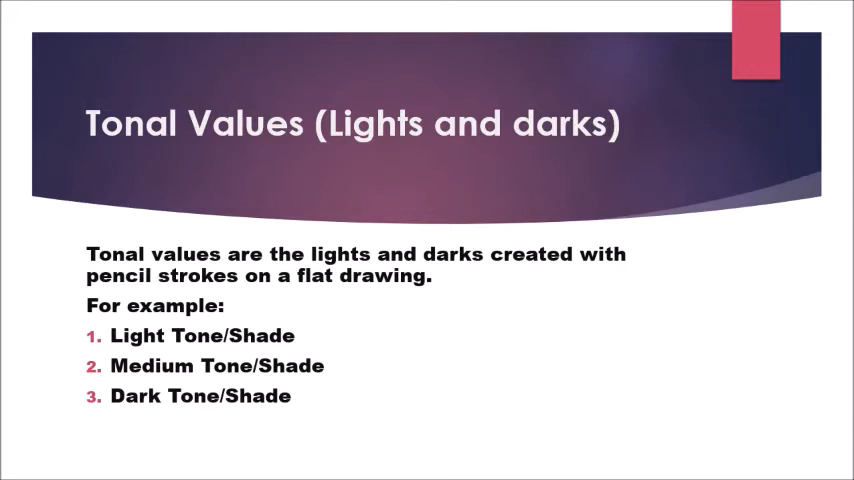 Tonal Values (Lights and darks)
Tonal values are the lights and darks created with
pencil strokes on a flat drawing.
For example:
1. Light Tone/Shade
2. Medium Tone/Shade
3. Dark Tone/Shade